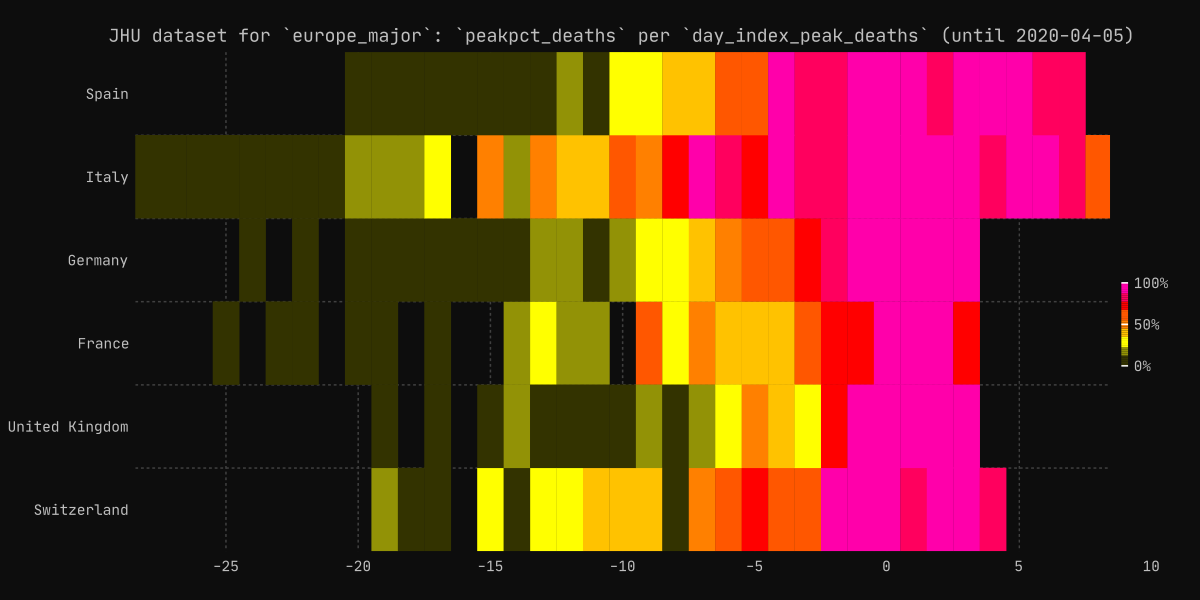 JHU dataset for `europe_major`: `peakpct_deaths` per `day_index_peak_deaths` (until 2020-04-05)
Spain
Italy
Germany
France
United Kingdom
Switzerland
100%
50%
0%
-25
-20
-15
-10
-5
0
5
10